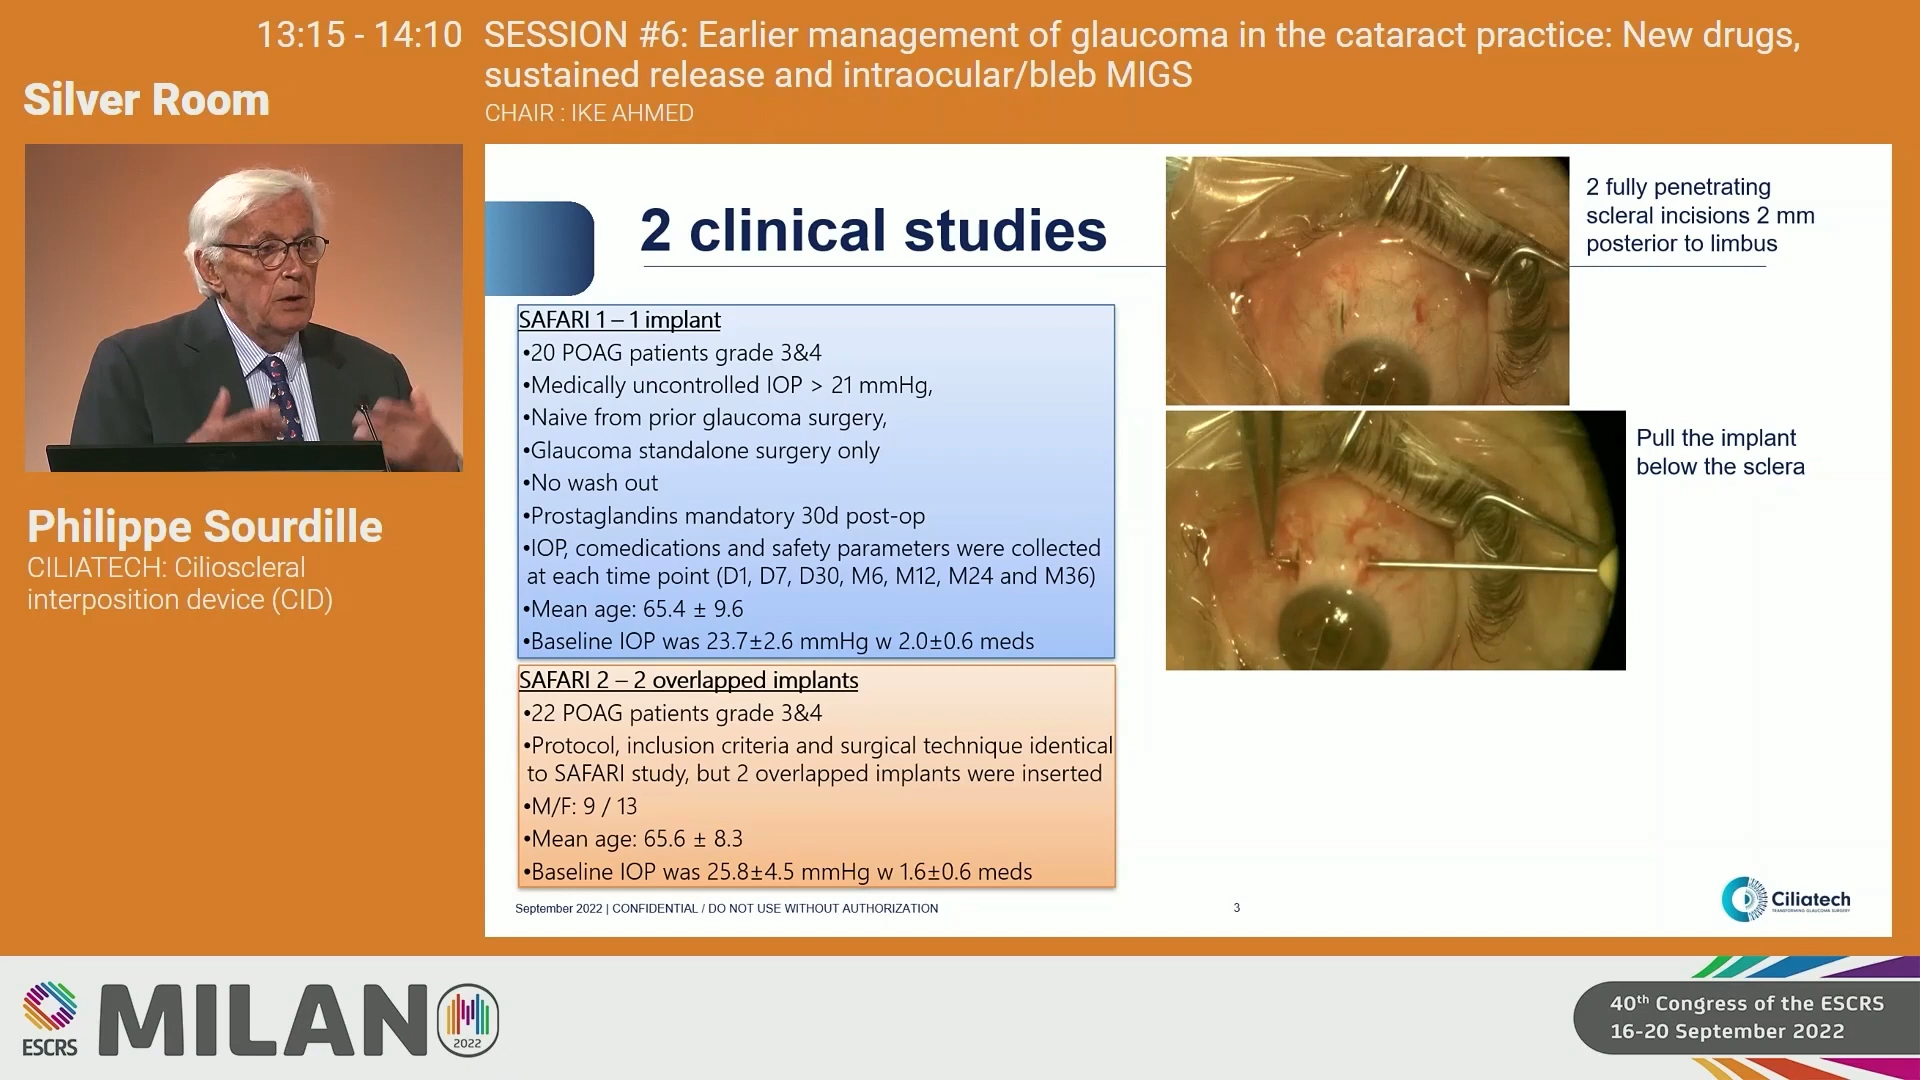 13:15 - 14:10
SESSION #6: Earlier management of glaucoma in the cataract practice: New drugs,
sustained release and intraocular/bleb MIGS
CHAIR : IKE AHMED
Silver Room
Philippe Sourdille
CILIATECH: Cilioscleral
interposition device (CID)
2 clinical studies
SAFARI 1 – 1 implant
•20 POAG patients grade 3&4
•Medically uncontrolled IOP > 21 mmHg,
•Naive from prior glaucoma surgery,
•Glaucoma standalone surgery only
•No wash out
•Prostaglandins mandatory 30d post-op
•IOP, comedications and safety parameters were collected
at each time point (D1, D7, D30, M6, M12, M24 and M36)
•Mean age: 65.4 ± 9.6
•Baseline IOP was 23.7±2.6 mmHg w 2.0±0.6 meds
SAFARI 2 – 2 overlapped implants
•22 POAG patients grade 3&4
•Protocol, inclusion criteria and surgical technique identical
to SAFARI study, but 2 overlapped implants were inserted
•M/F: 9 / 13
•Mean age: 65.6 ± 8.3
•Baseline IOP was 25.8±4.5 mmHg w 1.6±0.6 meds
2 fully penetrating
scleral incisions 2 mm
posterior to limbus
Pull the implant
below the sclera
September 2022 | CONFIDENTIAL / DO NOT USE WITHOUT AUTHORIZATION
3
Ciliatech
TRANSFORMING GLAUCOMA SURGERY
ESCRS
MILANO
2022
40th Congress of the ESCRS
16-20 September 2022